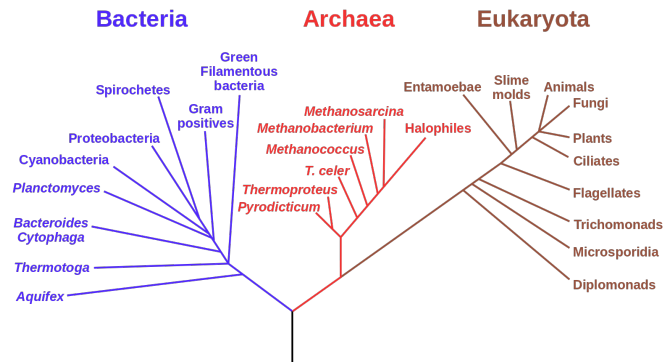 Bacteria
Archaea
Eukaryota
Green
Filamentous
bacteria
Spirochetes
Gram
positives
Proteobacteria
Cyanobacteria
Planctomyces
Bacteroides
Cytophaga
Thermotoga
Aquifex
Methanosarcina
Methanobacterium
Halophiles
Methanococcus
T. celer
Thermoproteus
Pyrodicticum
Entamoebae
Slime
molds
Animals
Fungi
Plants
Ciliates
Flagellates
Trichomonads
Microsporidia
Diplomonads